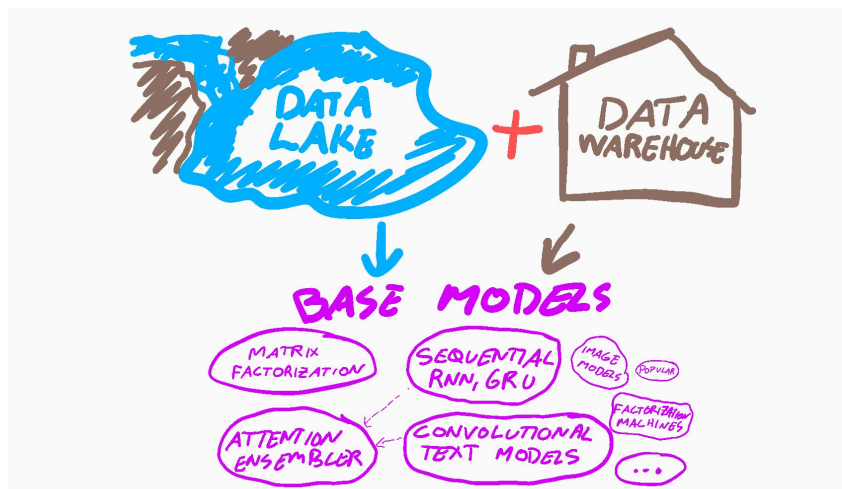 DATA
LAKE
+
DATA
WAREHOUSE
BASE MODELS
MATRIX
FACTORIZATION
SEQUENTIAL
RNN, GRU
IMAGE
MODELS
POPULAR
FACTORIZATION
MACHINES
ATTENTION
ENSEMBLER
CONVOLUTIONAL
TEXT MODELS
...